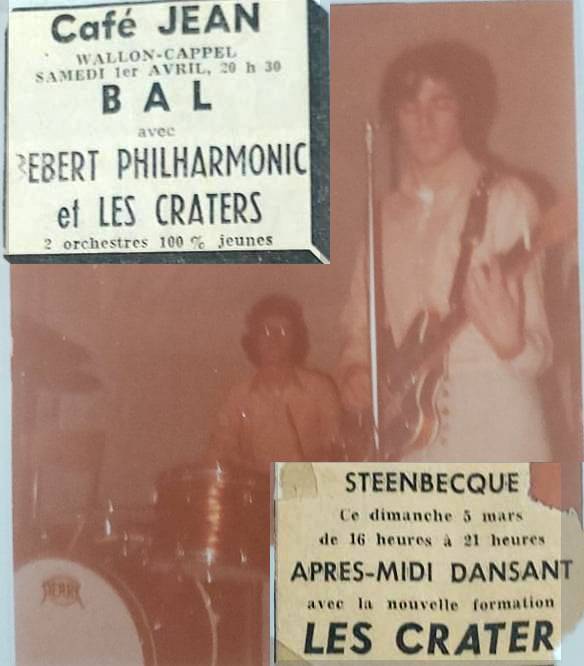 Café JEAN
WALLON-CAPPEL
SAMEDI 1er AVRIL, 20 h 30
BAL
avec
BEBERT PHILHARMONIC
et LES CRATERS
2 orchestres 100 % jeunes
STEENBECQUE
Ce dimanche 5 mars
de 16 heures à 21 heures
APRES-MIDI DANSANT
avec la nouvelle formation
LES CRATER